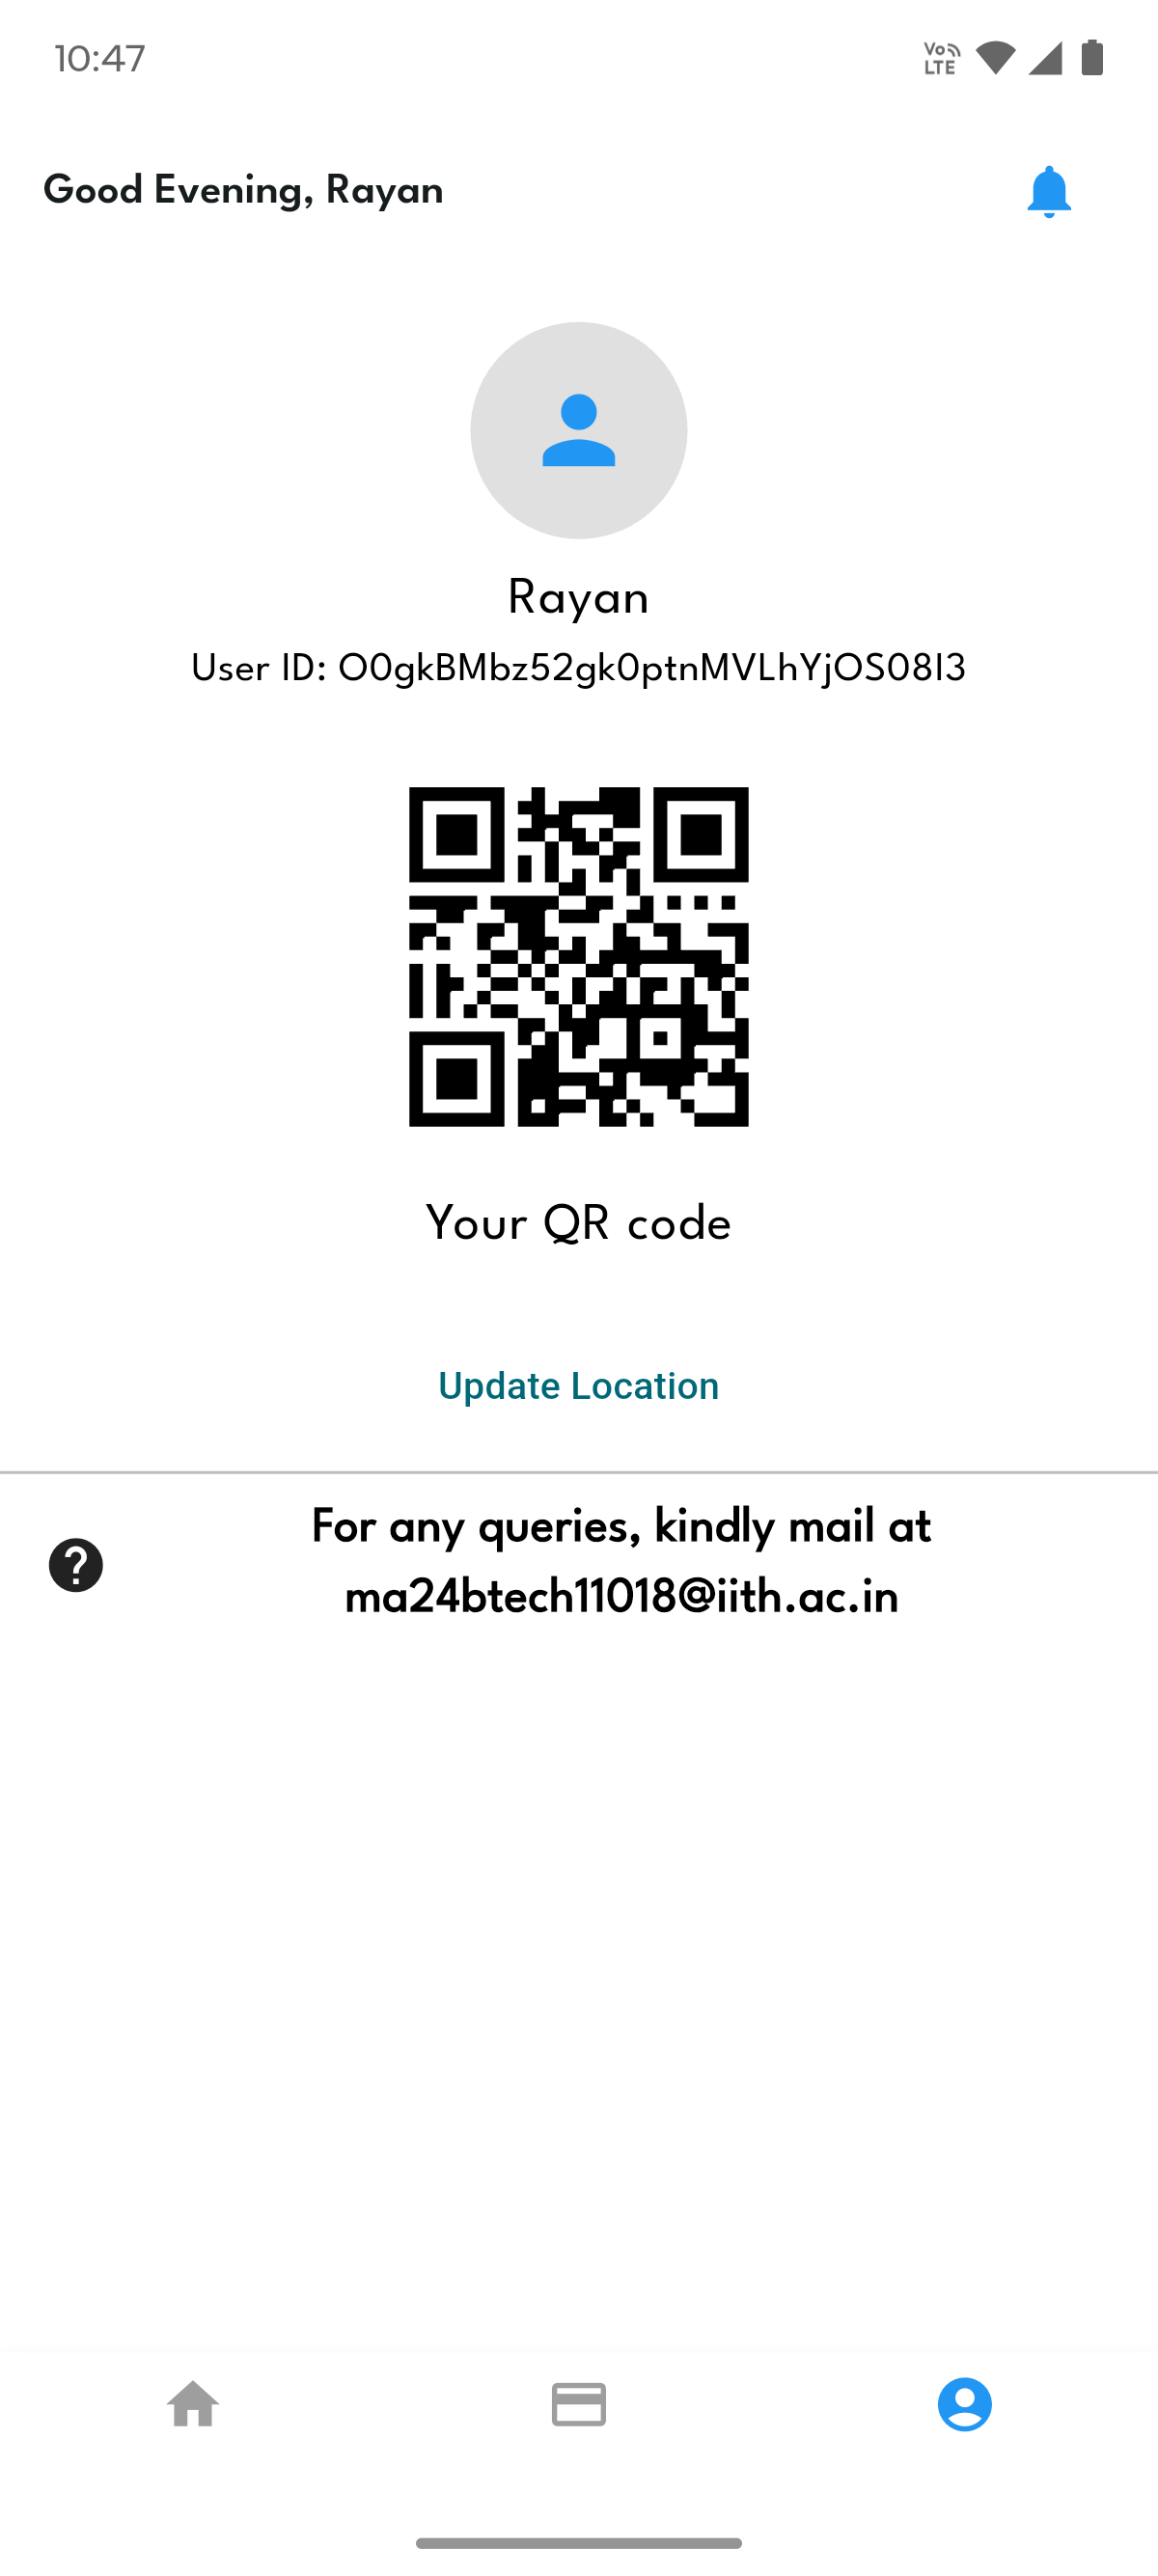 10:47
Vo
LTE
Good Evening, Rayan
Rayan
User ID: O0gkBMbz52gk0ptnMVLhYjOS08I3
Your QR code
Update Location
For any queries, kindly mail at
ma24btech11018@iith.ac.in